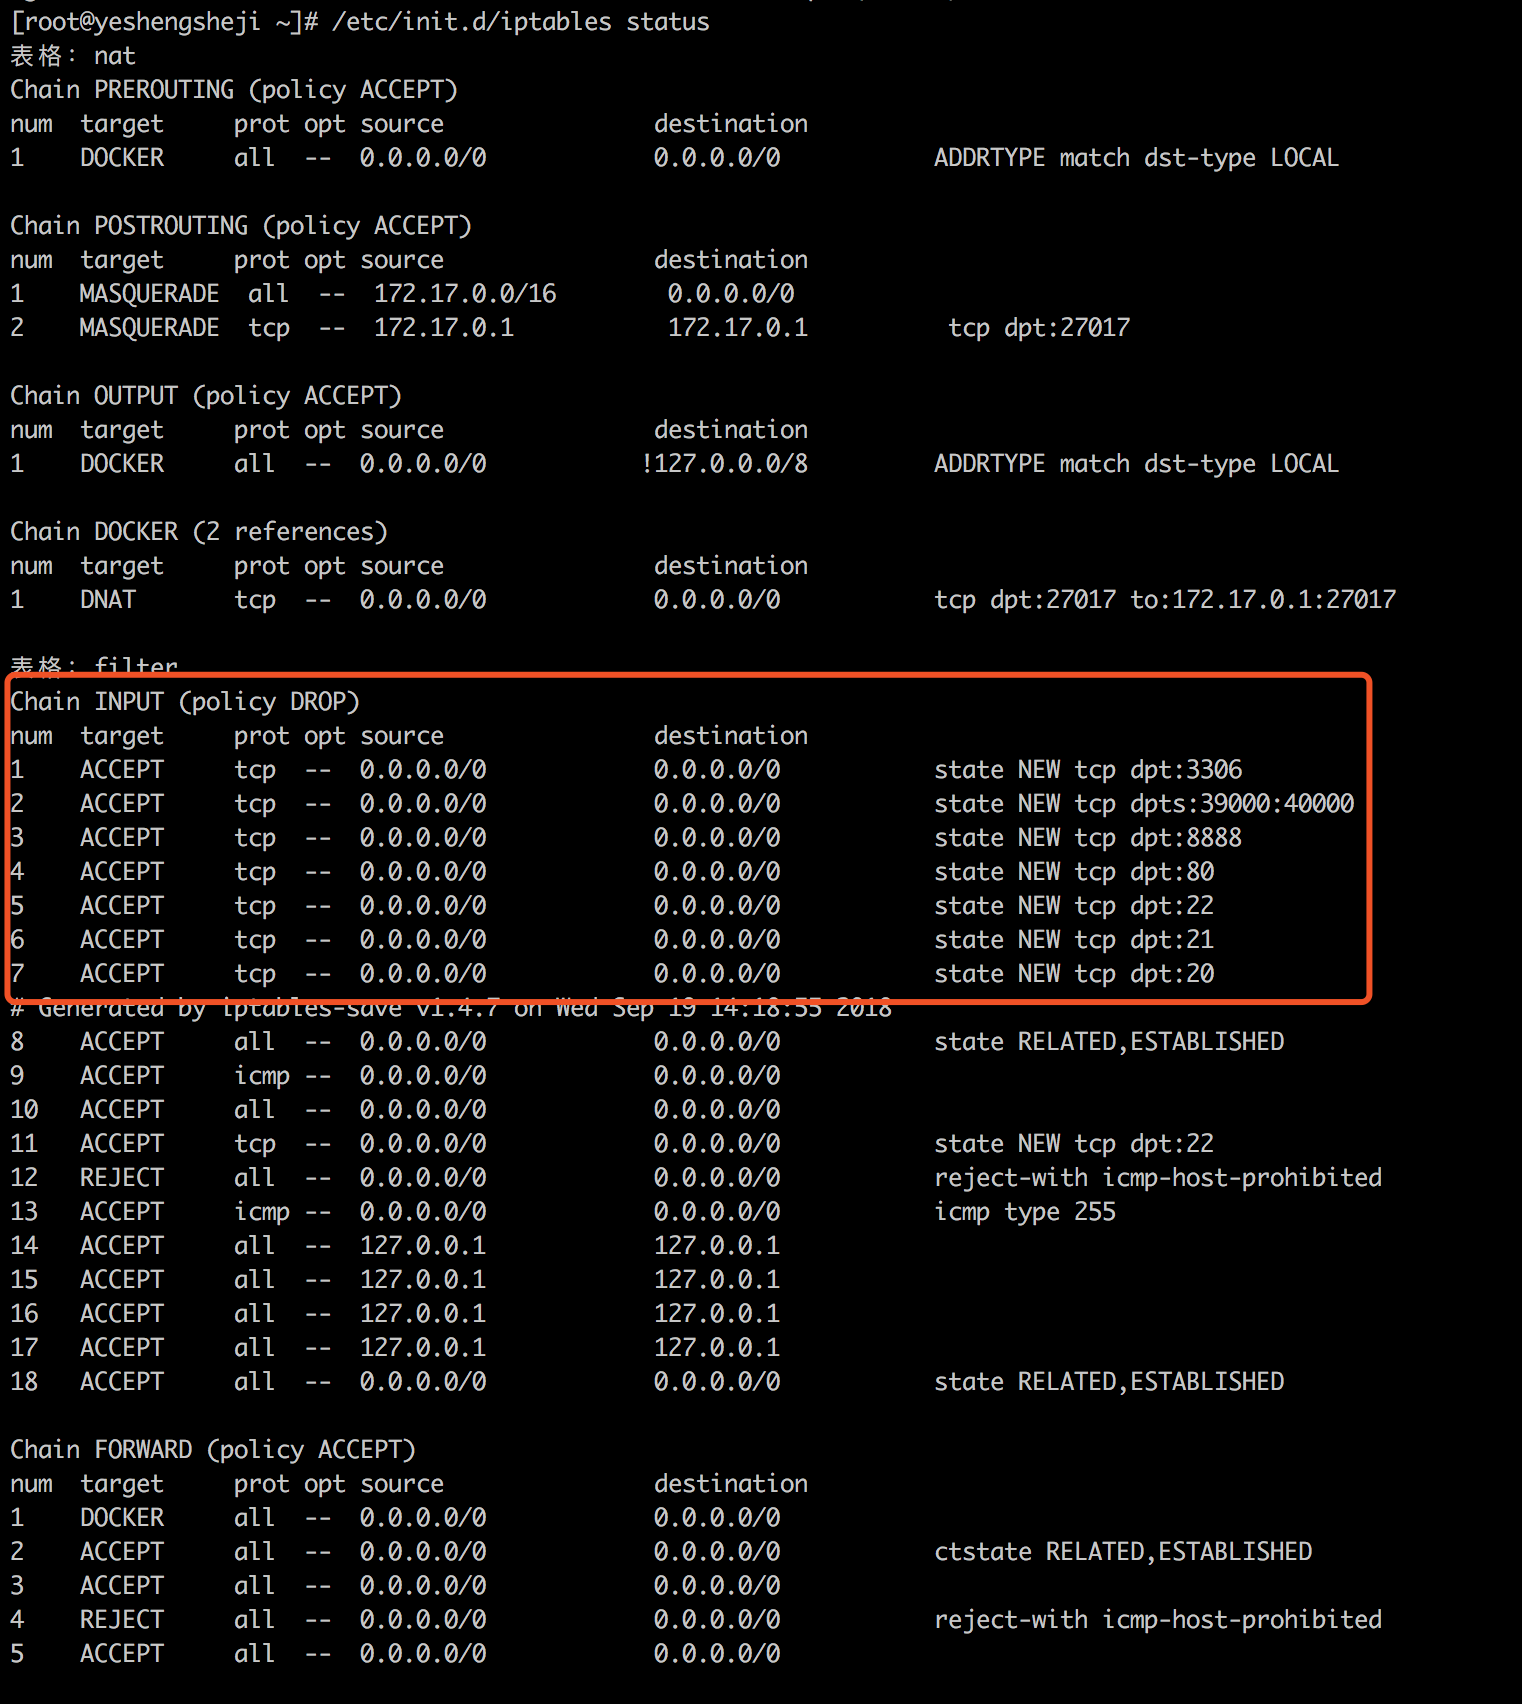 [root@yeshengsheji ~]# /etc/init.d/iptables status
表格：nat
Chain PREROUTING (policy ACCEPT)
num  target     prot opt source               destination
1    DOCKER     all  --  0.0.0.0/0            0.0.0.0/0           ADDRTYPE match dst-type LOCAL

Chain POSTROUTING (policy ACCEPT)
num  target     prot opt source               destination
1    MASQUERADE  all  --  172.17.0.0/16        0.0.0.0/0
2    MASQUERADE  tcp  --  172.17.0.1           172.17.0.1          tcp dpt:27017

Chain OUTPUT (policy ACCEPT)
num  target     prot opt source               destination
1    DOCKER     all  --  0.0.0.0/0           !127.0.0.0/8         ADDRTYPE match dst-type LOCAL

Chain DOCKER (2 references)
num  target     prot opt source               destination
1    DNAT       tcp  --  0.0.0.0/0            0.0.0.0/0           tcp dpt:27017 to:172.17.0.1:27017

表格：filter
Chain INPUT (policy DROP)
num  target     prot opt source               destination
1    ACCEPT     tcp  --  0.0.0.0/0            0.0.0.0/0           state NEW tcp dpt:3306
2    ACCEPT     tcp  --  0.0.0.0/0            0.0.0.0/0           state NEW tcp dpts:39000:40000
3    ACCEPT     tcp  --  0.0.0.0/0            0.0.0.0/0           state NEW tcp dpt:8888
4    ACCEPT     tcp  --  0.0.0.0/0            0.0.0.0/0           state NEW tcp dpt:80
5    ACCEPT     tcp  --  0.0.0.0/0            0.0.0.0/0           state NEW tcp dpt:22
6    ACCEPT     tcp  --  0.0.0.0/0            0.0.0.0/0           state NEW tcp dpt:21
7    ACCEPT     tcp  --  0.0.0.0/0            0.0.0.0/0           state NEW tcp dpt:20
# Generated by iptables-save v1.4.7 on Wed Sep 19 14:18:55 2018
8    ACCEPT     all  --  0.0.0.0/0            0.0.0.0/0           state RELATED,ESTABLISHED
9    ACCEPT     icmp --  0.0.0.0/0            0.0.0.0/0
10   ACCEPT     all  --  0.0.0.0/0            0.0.0.0/0
11   ACCEPT     tcp  --  0.0.0.0/0            0.0.0.0/0           state NEW tcp dpt:22
12   REJECT     all  --  0.0.0.0/0            0.0.0.0/0           reject-with icmp-host-prohibited
13   ACCEPT     icmp --  0.0.0.0/0            0.0.0.0/0           icmp type 255
14   ACCEPT     all  --  127.0.0.1            127.0.0.1
15   ACCEPT     all  --  127.0.0.1            127.0.0.1
16   ACCEPT     all  --  127.0.0.1            127.0.0.1
17   ACCEPT     all  --  127.0.0.1            127.0.0.1
18   ACCEPT     all  --  0.0.0.0/0            0.0.0.0/0           state RELATED,ESTABLISHED

Chain FORWARD (policy ACCEPT)
num  target     prot opt source               destination
1    DOCKER     all  --  0.0.0.0/0            0.0.0.0/0
2    ACCEPT     all  --  0.0.0.0/0            0.0.0.0/0           ctstate RELATED,ESTABLISHED
3    ACCEPT     all  --  0.0.0.0/0            0.0.0.0/0
4    REJECT     all  --  0.0.0.0/0            0.0.0.0/0           reject-with icmp-host-prohibited
5    ACCEPT     all  --  0.0.0.0/0            0.0.0.0/0